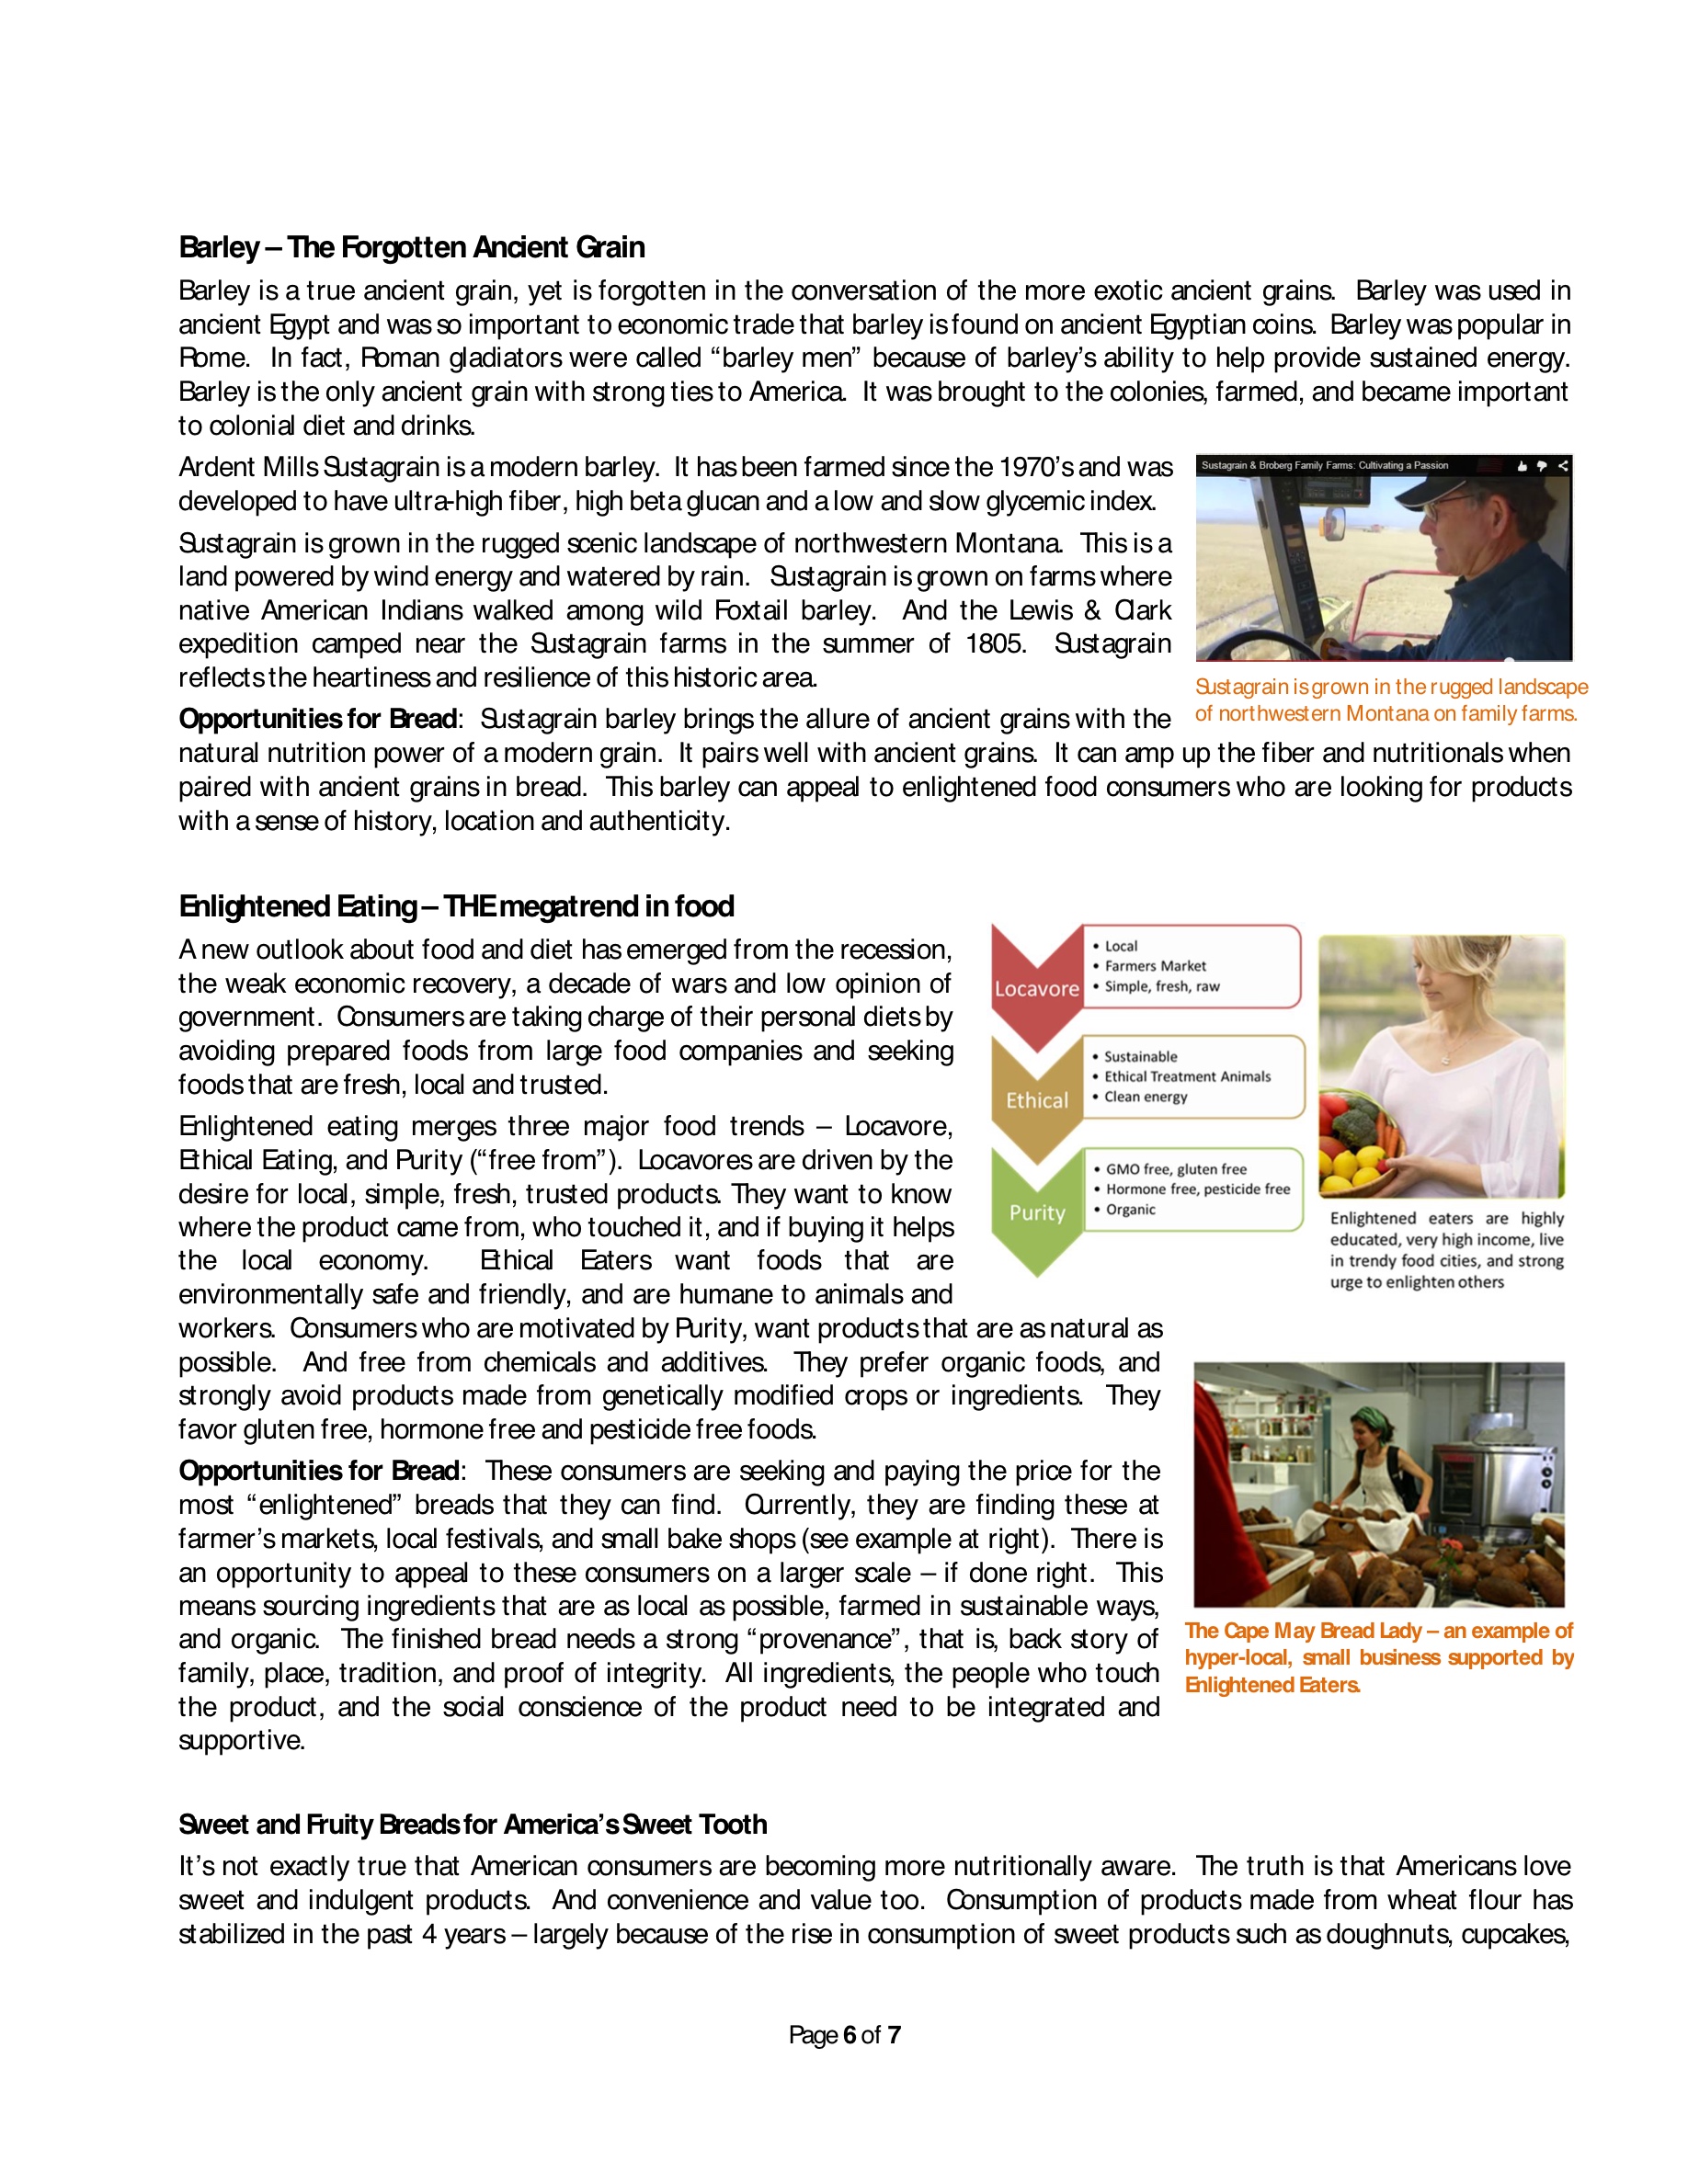 Barley – The Forgotten Ancient Grain
Barley is a true ancient grain, yet is forgotten in the conversation of the more exotic ancient grains. Barley was used in
ancient Egypt and was so important to economic trade that barley is found on ancient Egyptian coins. Barley was popular in
Rome. In fact, Roman gladiators were called “barley men” because of barley’s ability to help provide sustained energy.
Barley is the only ancient grain with strong ties to America. It was brought to the colonies, farmed, and became important
to colonial diet and drinks.
Ardent Mills Sustagrain is a modern barley. It has been farmed since the 1970’s and was
developed to have ultra-high fiber, high beta glucan and a low and slow glycemic index.
Sustagrain is grown in the rugged scenic landscape of northwestern Montana. This is a
land powered by wind energy and watered by rain. Sustagrain is grown on farms where
native American Indians walked among wild Foxtail barley. And the Lewis & Clark
expedition camped near the Sustagrain farms in the summer of 1805. Sustagrain
reflects the heartiness and resilience of this historic area.
Sustagrain & Broberg Family Farms: Cultivating a Passion
Sustagrain is grown in the rugged landscape
of northwestern Montana on family farms.
Opportunities for Bread: Sustagrain barley brings the allure of ancient grains with the
natural nutrition power of a modern grain. It pairs well with ancient grains. It can amp up the fiber and nutritionals when
paired with ancient grains in bread. This barley can appeal to enlightened food consumers who are looking for products
with a sense of history, location and authenticity.
Enlightened Eating – THE megatrend in food
A new outlook about food and diet has emerged from the recession,
the weak economic recovery, a decade of wars and low opinion of
government. Consumers are taking charge of their personal diets by
avoiding prepared foods from large food companies and seeking
foods that are fresh, local and trusted.
Enlightened eating merges three major food trends – Locavore,
Ethical Eating, and Purity (“free from”). Locavores are driven by the
desire for local, simple, fresh, trusted products. They want to know
where the product came from, who touched it, and if buying it helps
the local economy. Ethical Eaters want foods that are
environmentally safe and friendly, and are humane to animals and
workers. Consumers who are motivated by Purity, want products that are as natural as
possible. And free from chemicals and additives. They prefer organic foods, and
strongly avoid products made from genetically modified crops or ingredients. They
favor gluten free, hormone free and pesticide free foods.
Locavore
• Local
• Farmers Market
• Simple, fresh, raw
Ethical
• Sustainable
• Ethical Treatment Animals
• Clean energy
Purity
• GMO free, gluten free
• Hormone free, pesticide free
• Organic
Enlightened eaters are highly
educated, very high income, live
in trendy food cities, and strong
urge to enlighten others
Opportunities for Bread: These consumers are seeking and paying the price for the
most “enlightened” breads that they can find. Currently, they are finding these at
farmer’s markets, local festivals, and small bake shops (see example at right). There is
an opportunity to appeal to these consumers on a larger scale – if done right. This
means sourcing ingredients that are as local as possible, farmed in sustainable ways,
and organic. The finished bread needs a strong “provenance”, that is, back story of
family, place, tradition, and proof of integrity. All ingredients, the people who touch
the product, and the social conscience of the product need to be integrated and
supportive.
The Cape May Bread Lady – an example of
hyper-local, small business supported by
Enlightened Eaters.
Sweet and Fruity Breads for America’s Sweet Tooth
It’s not exactly true that American consumers are becoming more nutritionally aware. The truth is that Americans love
sweet and indulgent products. And convenience and value too. Consumption of products made from wheat flour has
stabilized in the past 4 years – largely because of the rise in consumption of sweet products such as doughnuts, cupcakes,
Page 6 of 7